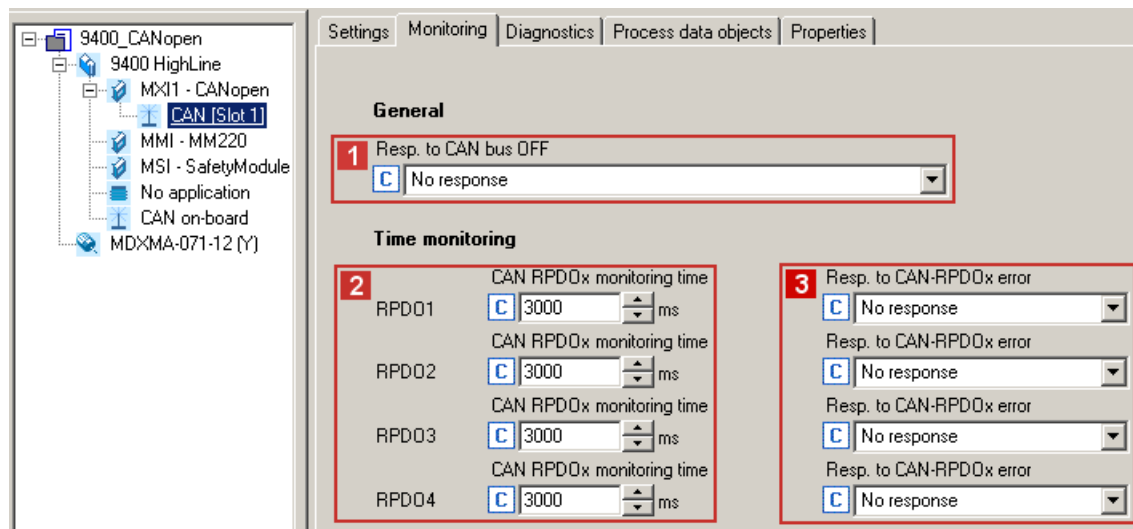 9400_CANopen
9400 HighLine
MXI1 - CANopen
CAN [Slot 1]
MMI - MM220
MSI - SafetyModule
No application
CAN on-board
MDXMA-071-12 (Y)
Settings Monitoring Diagnostics Process data objects Properties
General
1 Resp. to CAN bus OFF
C No response
Time monitoring
2 CAN RPDOx monitoring time 3 Resp. to CAN-RPDOx error
RPDO1 C 3000 ms C No response
CAN RPDOx monitoring time Resp. to CAN-RPDOx error
RPDO2 C 3000 ms C No response
CAN RPDOx monitoring time Resp. to CAN-RPDOx error
RPDO3 C 3000 ms C No response
CAN RPDOx monitoring time Resp. to CAN-RPDOx error
RPDO4 C 3000 ms C No response